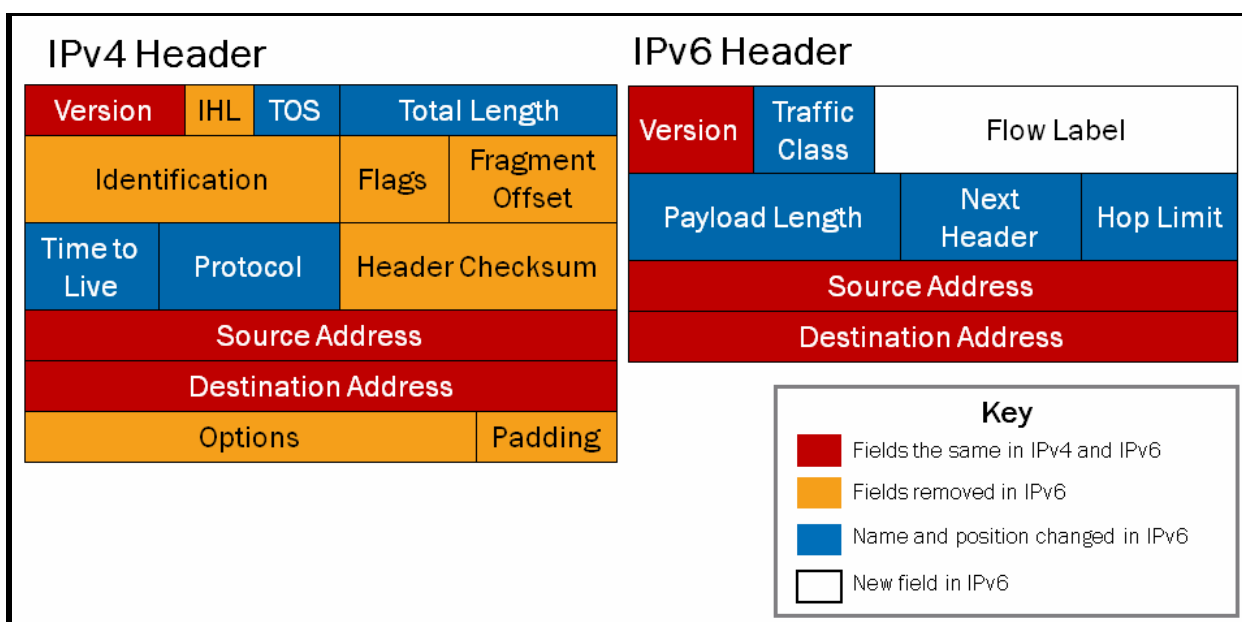 IPv4 Header
Version IHL TOS Total Length
Identification Flags Fragment
Offset
Time to
Live Protocol Header Checksum
Source Address
Destination Address
Options Padding
IPv6 Header
Version Traffic
Class Flow Label
Payload Length Next
Header Hop Limit
Source Address
Destination Address
Key
Fields the same in IPv4 and IPv6
Fields removed in IPv6
Name and position changed in IPv6
New field in IPv6